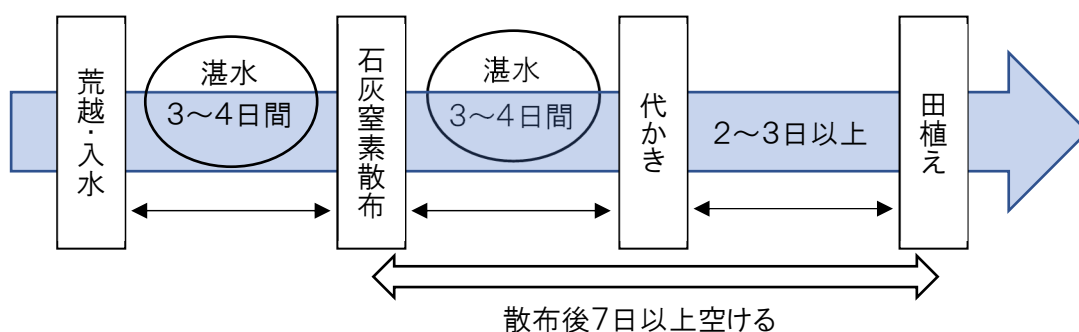 荒越・入水
湛水
3～4日間
石灰窒素散布
湛水
3～4日間
代かき
2～3日以上
田植え
散布後7日以上空ける